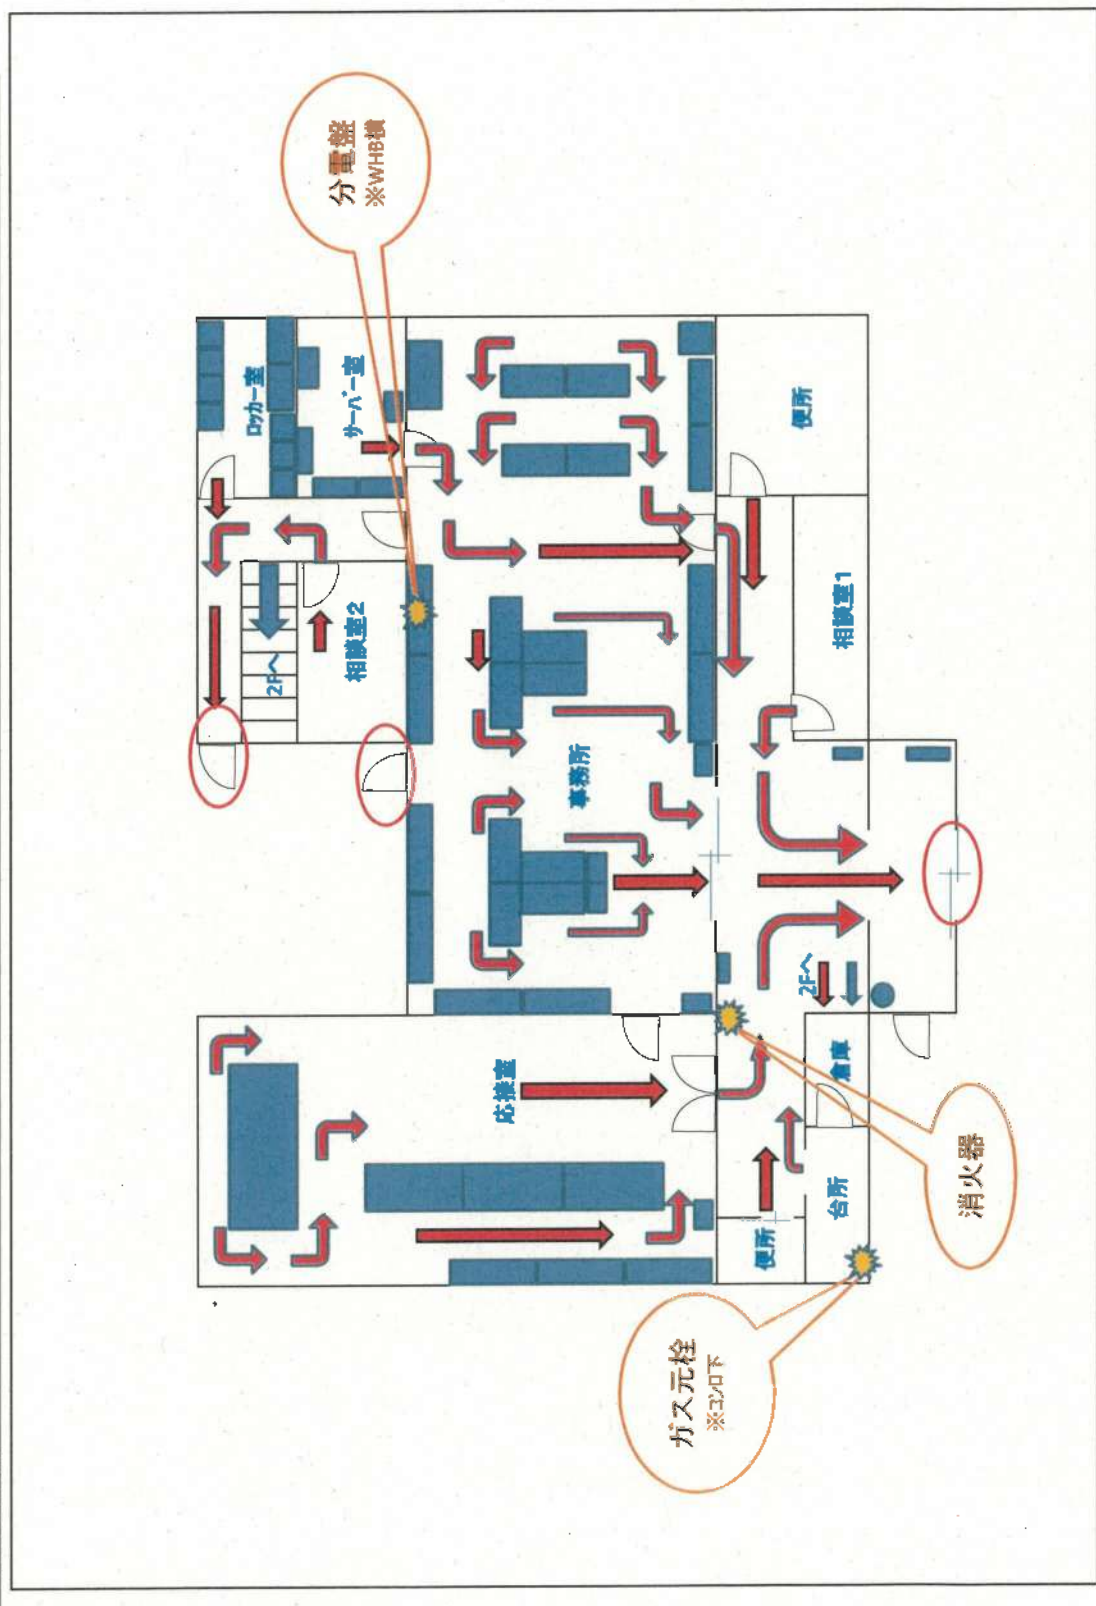 分電盤
※WHB横
ロッカー室
サーバー室
便所
2Fへ
相談室2
相談室1
事務所
2Fへ
応接室
倉庫
台所
便所
消火器
ガス元栓
※コンロ下